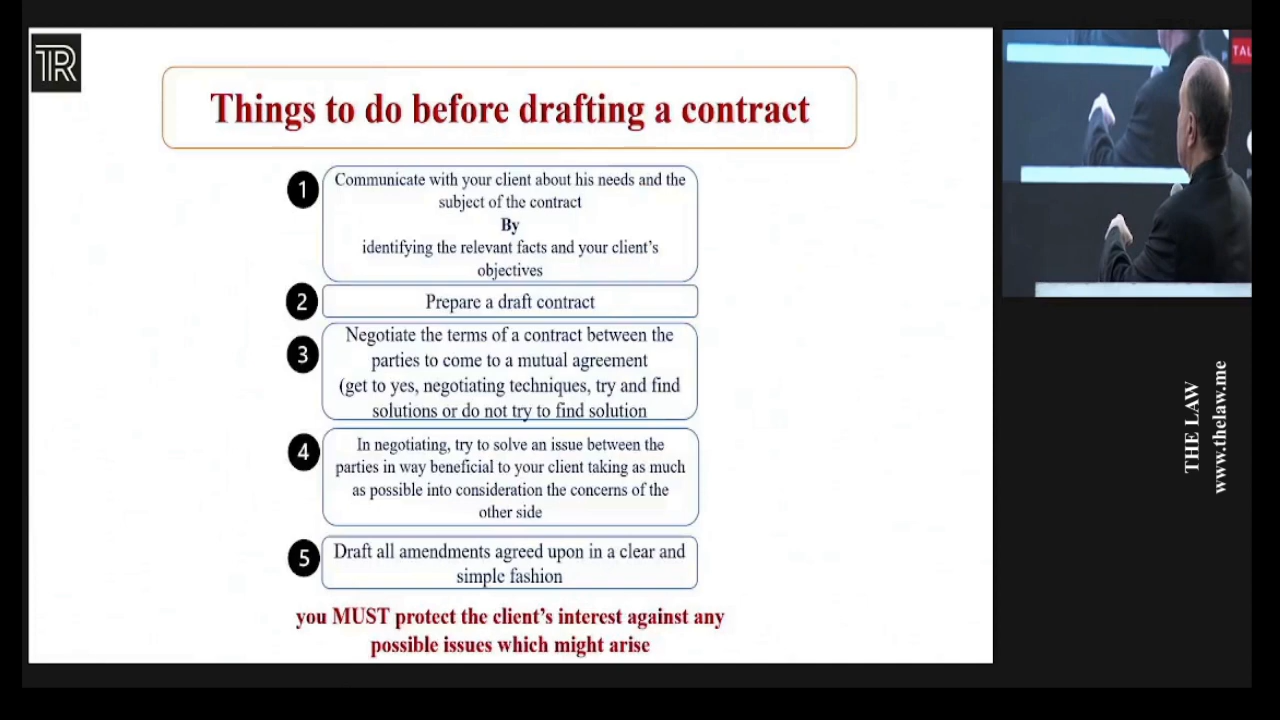 TR
Things to do before drafting a contract
1
Communicate with your client about his needs and the
subject of the contract
By
identifying the relevant facts and your client's
objectives
2
Prepare a draft contract
3
Negotiate the terms of a contract between the
parties to come to a mutual agreement
(get to yes, negotiating techniques, try and find
solutions or do not try to find solution
4
In negotiating, try to solve an issue between the
parties in way beneficial to your client taking as much
as possible into consideration the concerns of the
other side
5
Draft all amendments agreed upon in a clear and
simple fashion
you MUST protect the client's interest against any
possible issues which might arise
TAL
THE LAW
www.thelaw.me